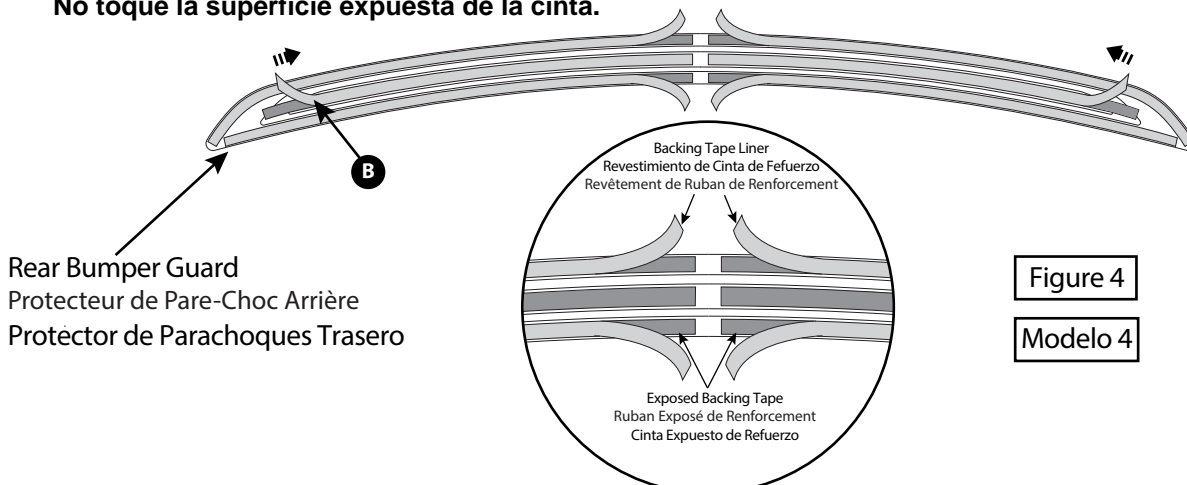 No toque la superficie expuesta de la cinta.
B
Backing Tape Liner
Revestimiento de Cinta de Fefuerzo
Revêtement de Ruban de Renforcement
Rear Bumper Guard
Protecteur de Pare-Choc Arrière
Protector de Parachoques Trasero
Figure 4
Modelo 4
Exposed Backing Tape
Ruban Exposé de Renforcement
Cinta Expuesto de Refuerzo